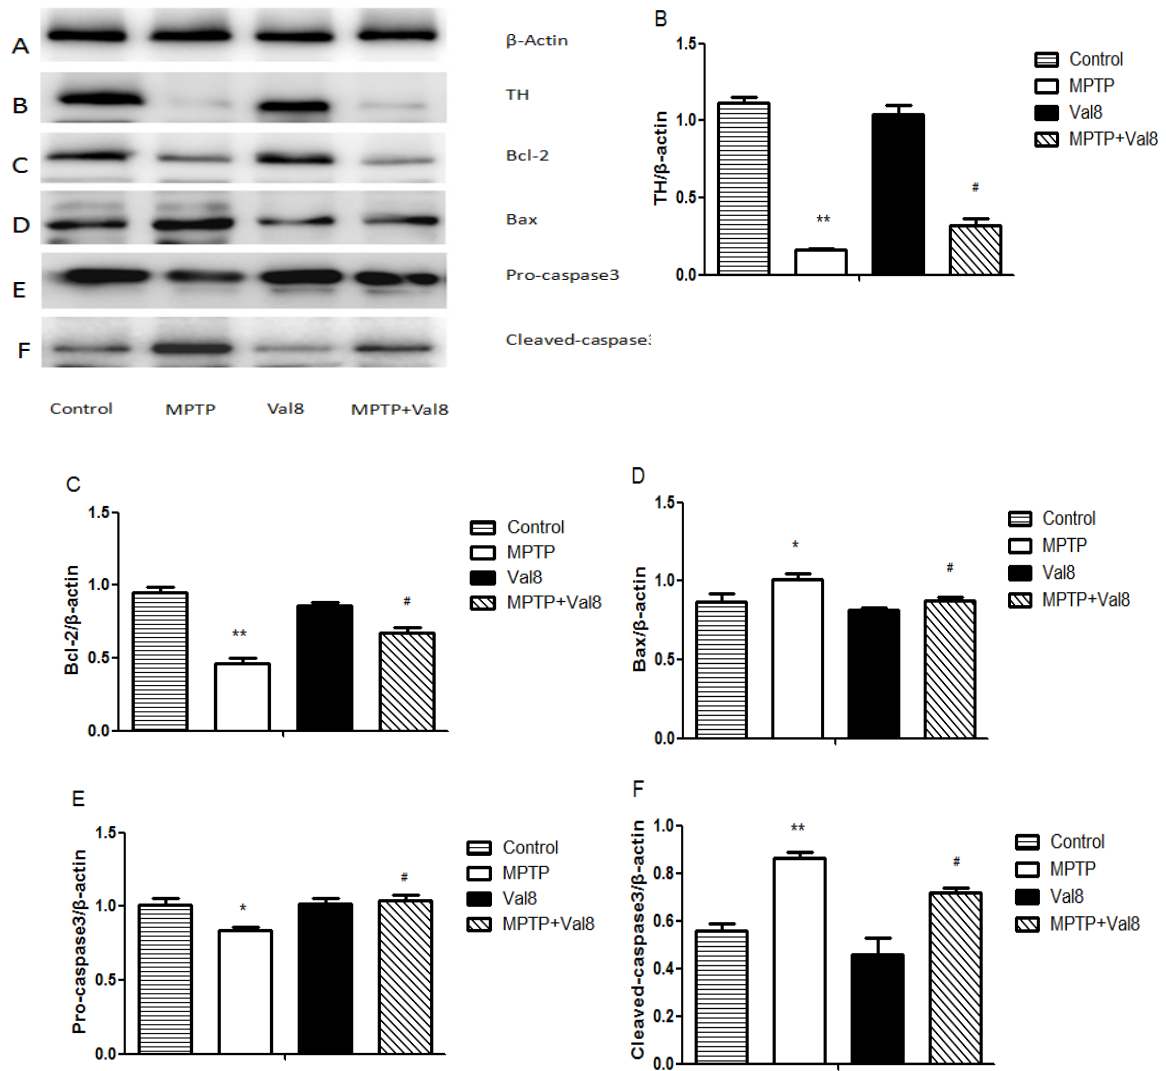 A
β-Actin
B
TH
C
Bcl-2
D
Bax
E
Pro-caspase3
F
Cleaved-caspase3
Control
MPTP
Val8
MPTP+Val8
B
1.5
1.0
0.5
0.0
TH/β-actin
**
#
Control
MPTP
Val8
MPTP+Val8
C
1.5
1.0
0.5
0.0
Bcl-2/β-actin
**
#
Control
MPTP
Val8
MPTP+Val8
D
1.5
1.0
0.5
0.0
Bax/β-actin
*
#
Control
MPTP
Val8
MPTP+Val8
E
1.5
1.0
0.5
0.0
Pro-caspase3/β-actin
*
#
Control
MPTP
Val8
MPTP+Val8
F
1.0
0.8
0.6
0.4
0.2
0.0
Cleaved-caspase3/β-actin
**
#
Control
MPTP
Val8
MPTP+Val8